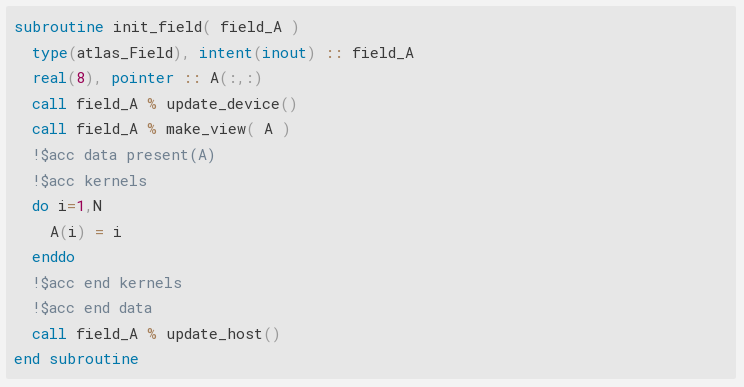 subroutine init_field( field_A )
  type(atlas_Field), intent(inout) :: field_A
  real(8), pointer :: A(:,:)
  call field_A % update_device()
  call field_A % make_view( A )
  !$acc data present(A)
  !$acc kernels
  do i=1,N
    A(i) = i
  enddo
  !$acc end kernels
  !$acc end data
  call field_A % update_host()
end subroutine